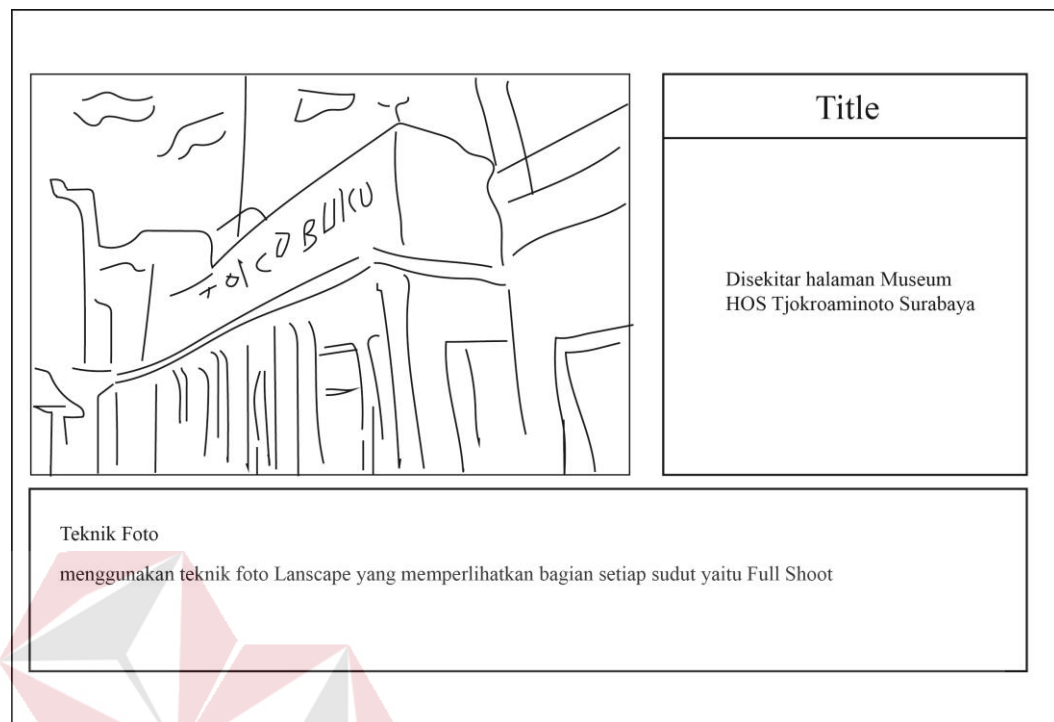 TOKO BUKU
Title
Disekitar halaman Museum
HOS Tjokroaminoto Surabaya
Teknik Foto
menggunakan teknik foto Lanscape yang memperlihatkan bagian setiap sudut yaitu Full Shoot